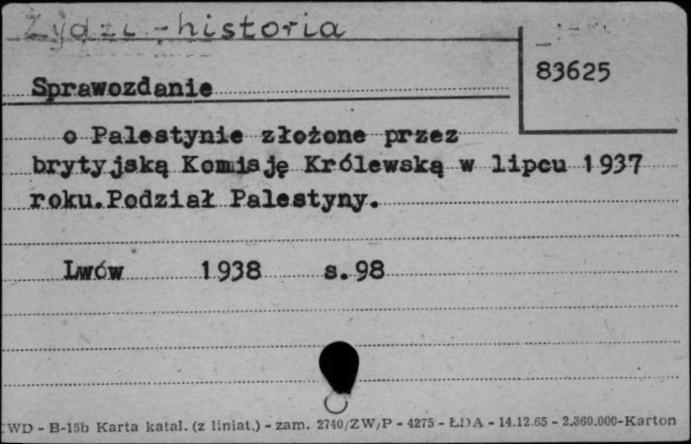 Żydzi - historia
83625
Sprawozdanie
o Palestynie złożone przez
brytyjską Komisję Królewską w lipcu 1937
roku.Podział Palestyny.
Lwów 1938 s.98
CWD - B-15b Karta katal. (z liniat.) - zam. 2740/ZW/P - 4275 - ŁDA - 14.12.65 - 2.360.000-Karton